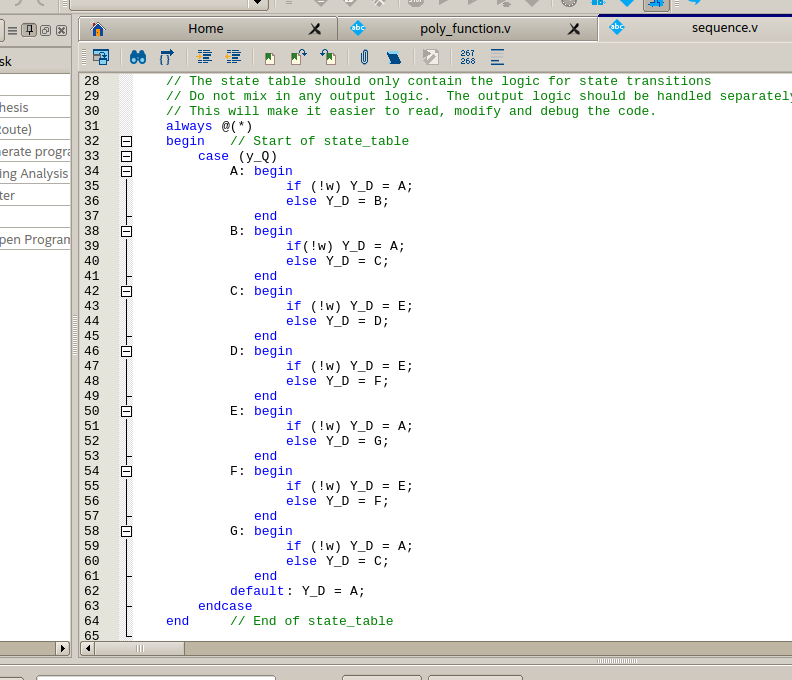 Home
poly_function.v
sequence.v
sk
hesis
oute)
nerate progra
ing Analysis
ter
pen Program
267
268
28 // The state table should only contain the logic for state transitions
29 // Do not mix in any output logic.  The output logic should be handled separately
30 // This will make it easier to read, modify and debug the code.
31 always @(*)
32 begin // Start of state_table
33 case (y_Q)
34 A: begin
35 if (!w) Y_D = A;
36 else Y_D = B;
37 end
38 B: begin
39 if(!w) Y_D = A;
40 else Y_D = C;
41 end
42 C: begin
43 if (!w) Y_D = E;
44 else Y_D = D;
45 end
46 D: begin
47 if (!w) Y_D = E;
48 else Y_D = F;
49 end
50 E: begin
51 if (!w) Y_D = A;
52 else Y_D = G;
53 end
54 F: begin
55 if (!w) Y_D = E;
56 else Y_D = F;
57 end
58 G: begin
59 if (!w) Y_D = A;
60 else Y_D = C;
61 end
62 default: Y_D = A;
63 endcase
64 end // End of state_table
65